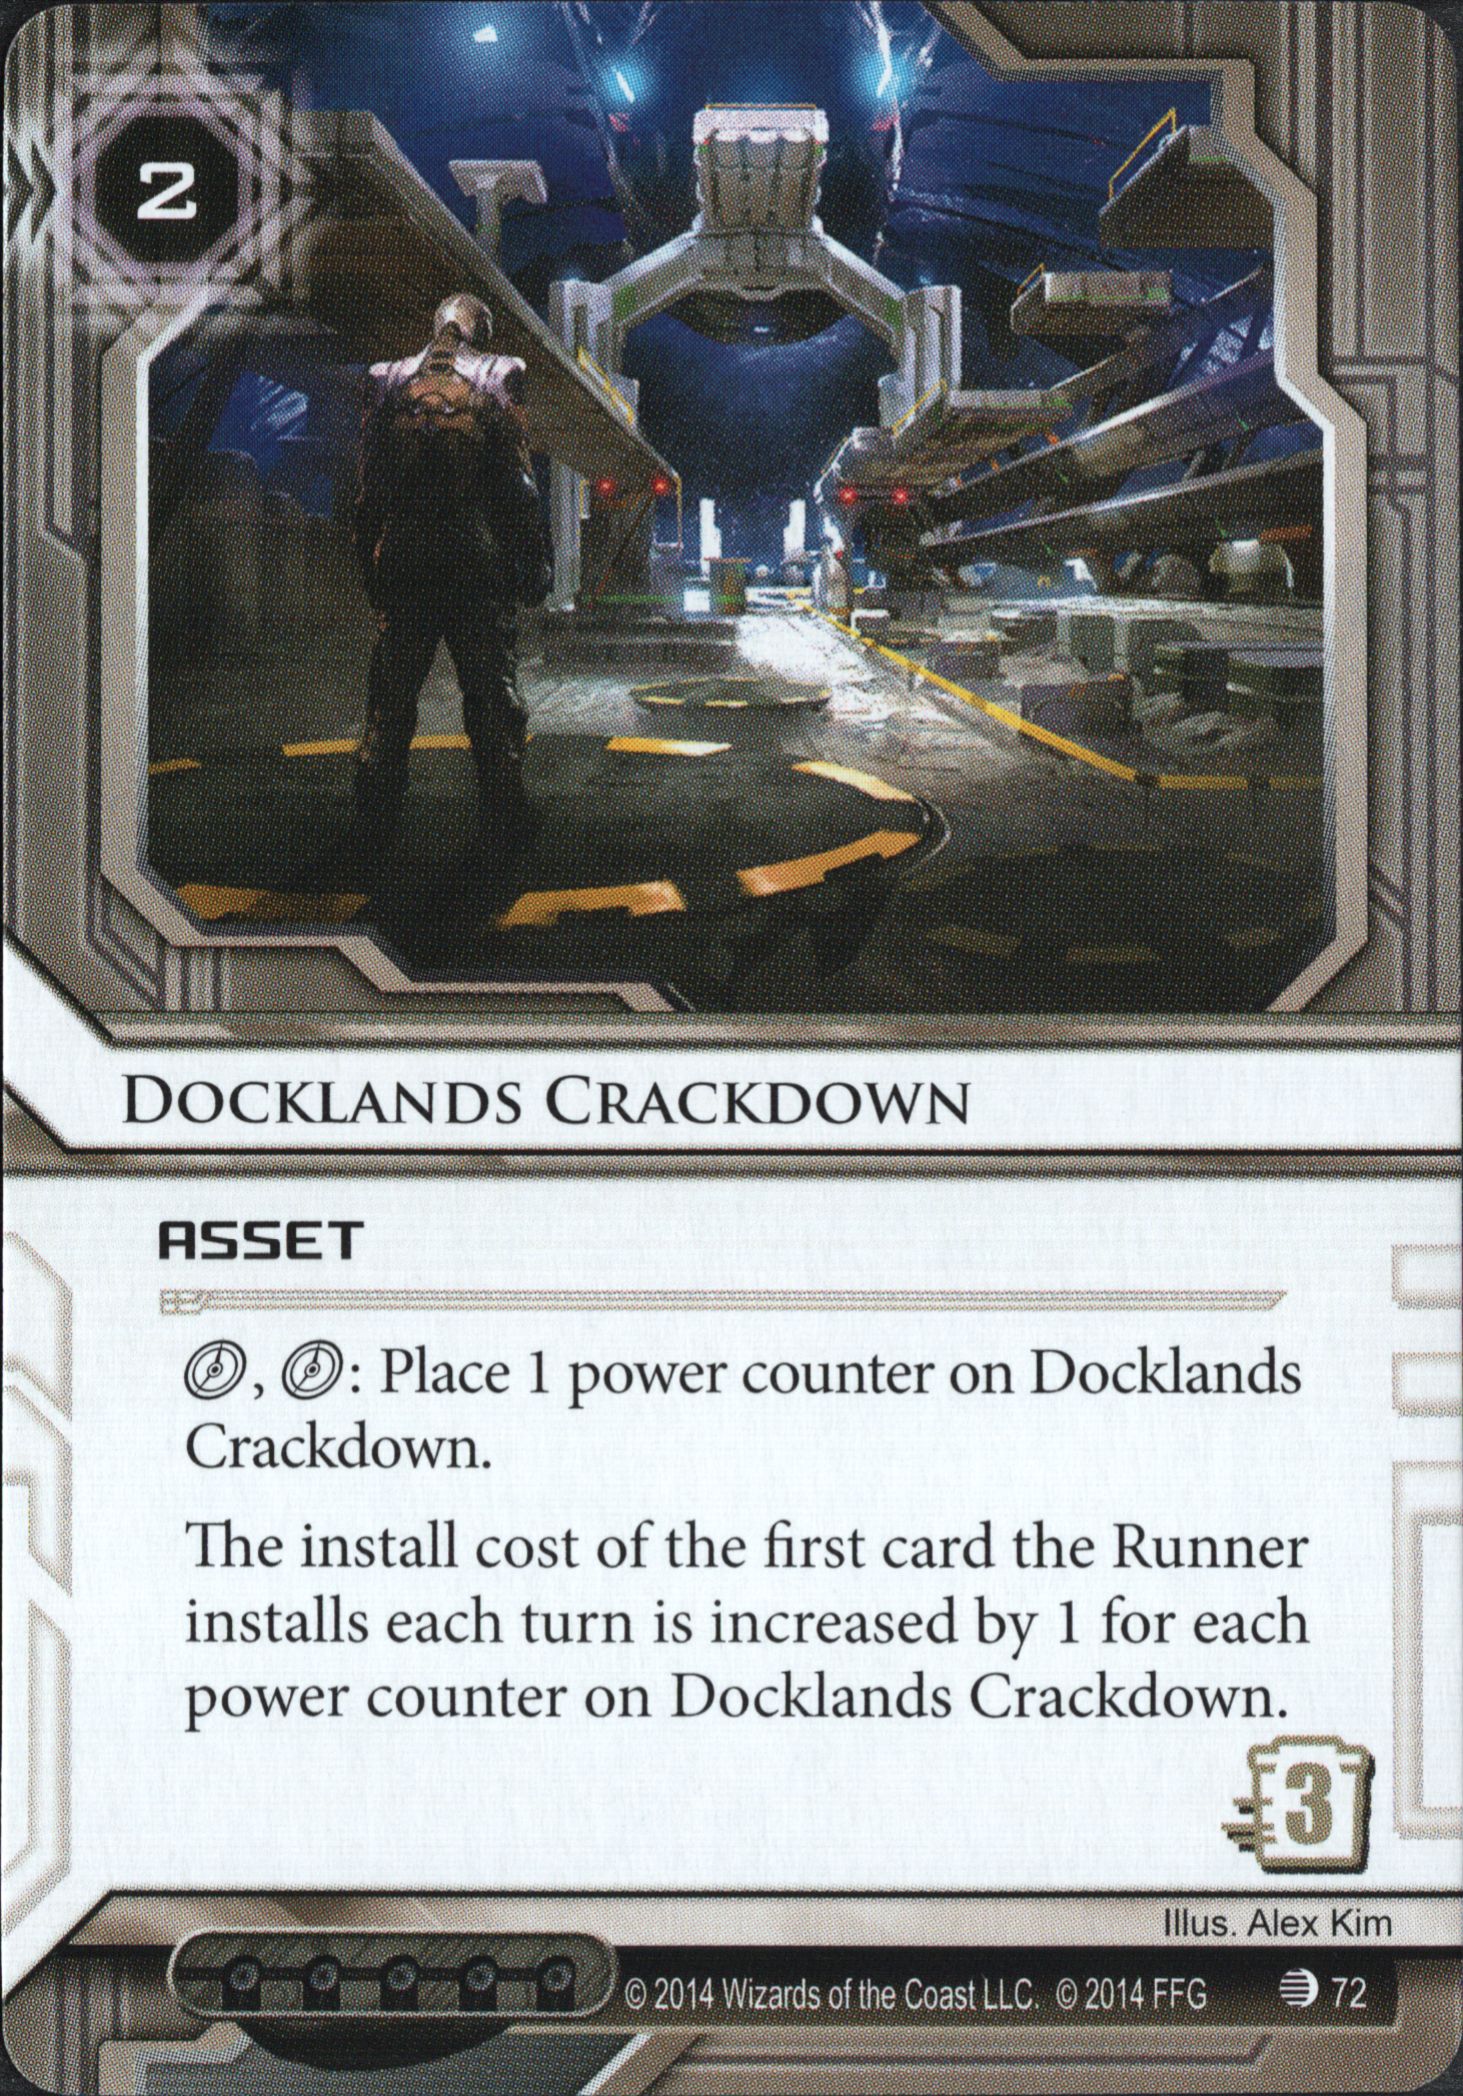 2
DOCKLANDS CRACKDOWN
ASSET
, : Place 1 power counter on Docklands
Crackdown.
The install cost of the first card the Runner
installs each turn is increased by 1 for each
power counter on Docklands Crackdown.
3
Illus. Alex Kim
© 2014 Wizards of the Coast LLC. © 2014 FFG 72